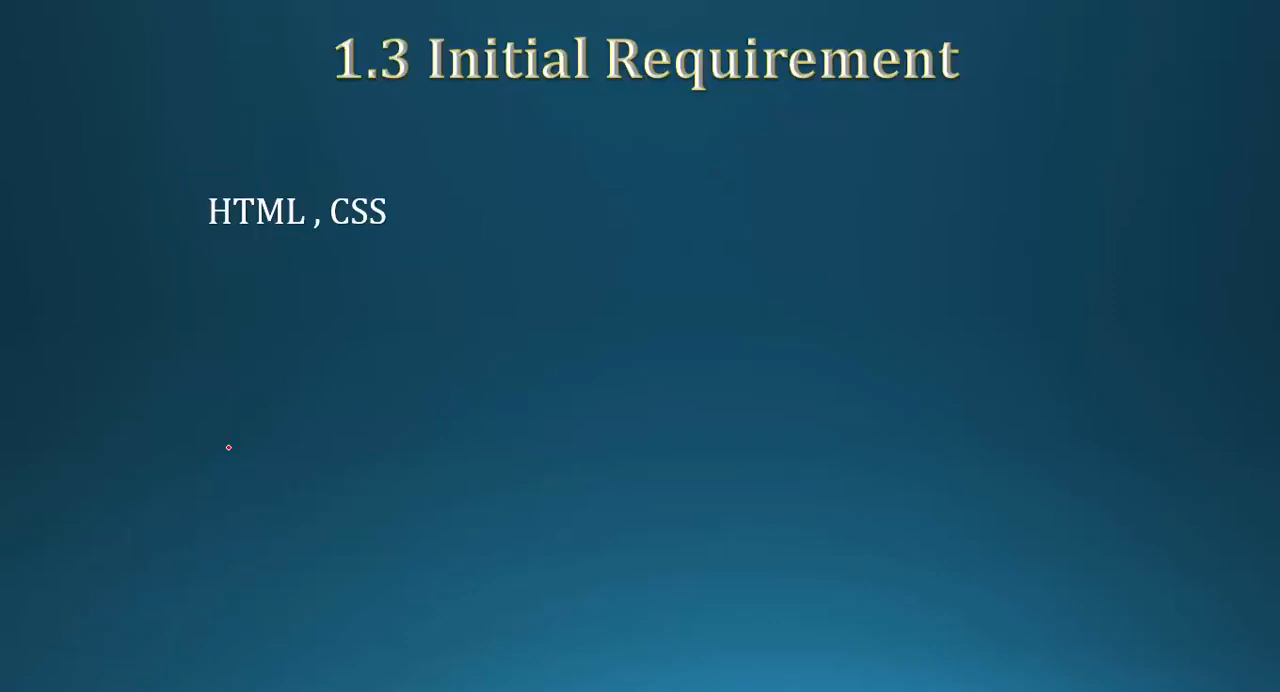 1.3 Initial Requirement
HTML , CSS